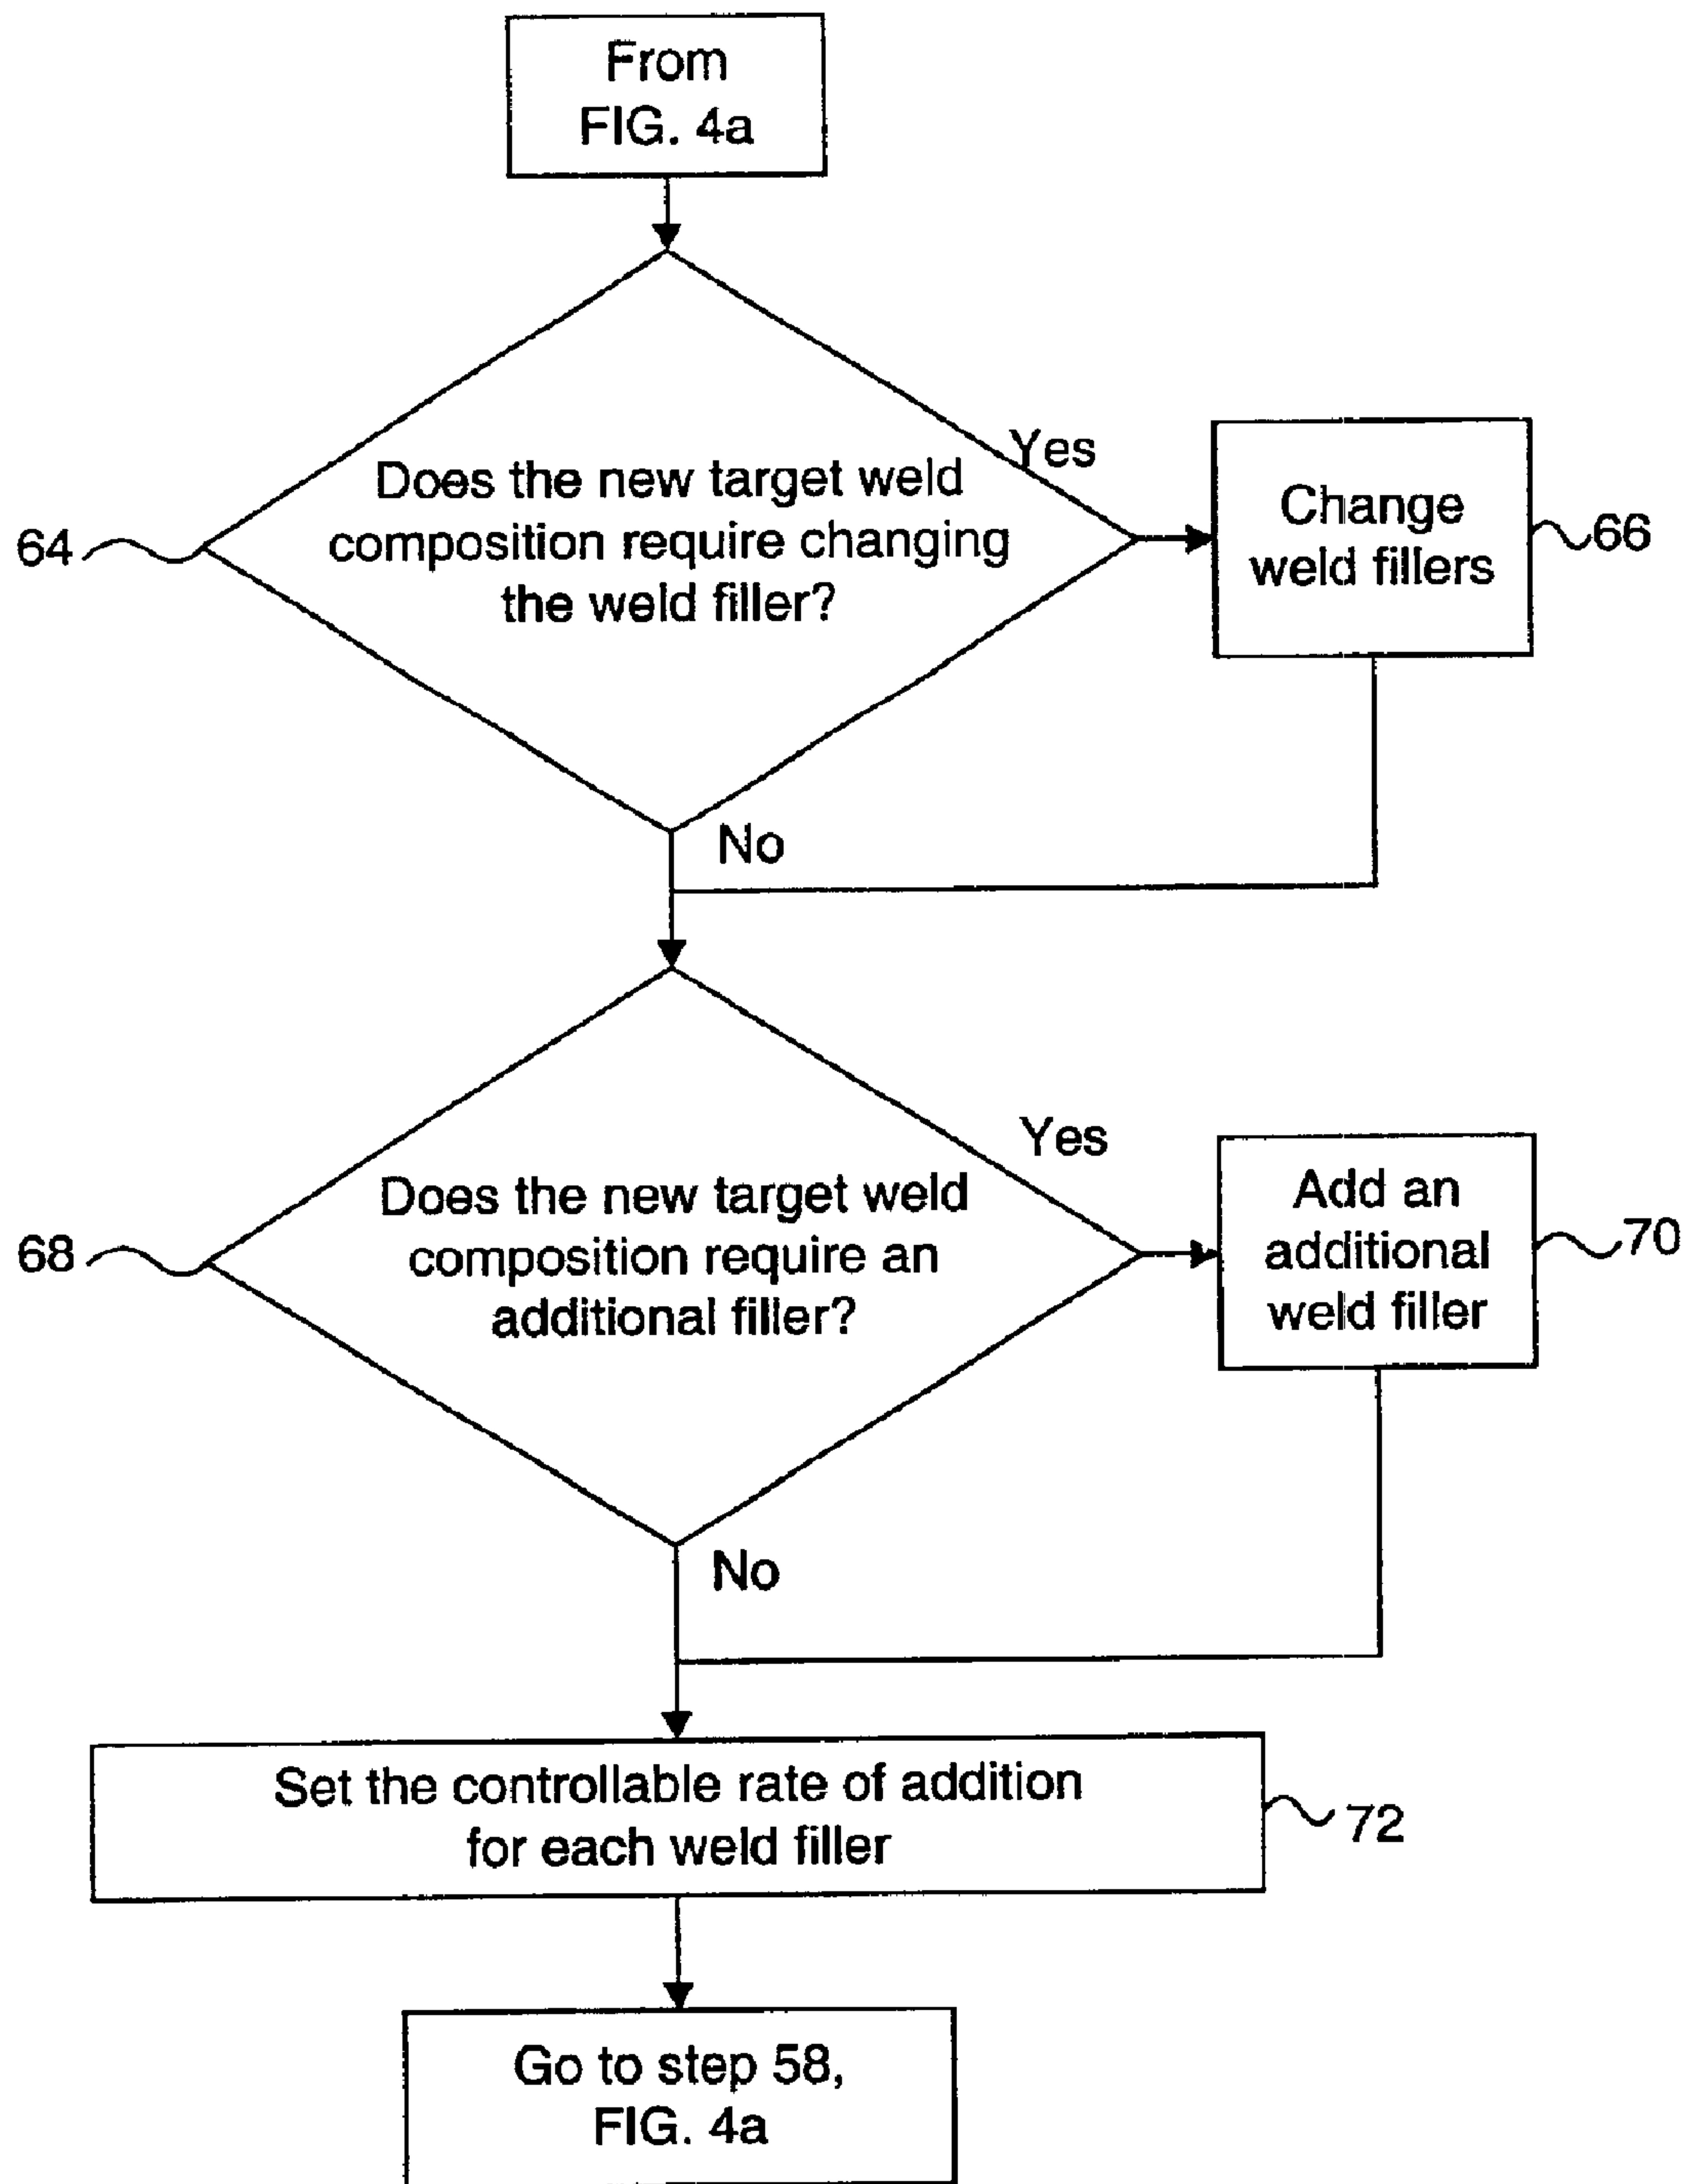 From
FIG. 4a
Yes
Does the new target weld
composition require changing
the weld filler?
64
Change
weld fillers
66
No
Yes
Does the new target weld
composition require an
additional filler?
68
Add an
additional
weld filler
70
No
Set the controllable rate of addition
for each weld filler
72
Go to step 58,
FIG. 4a